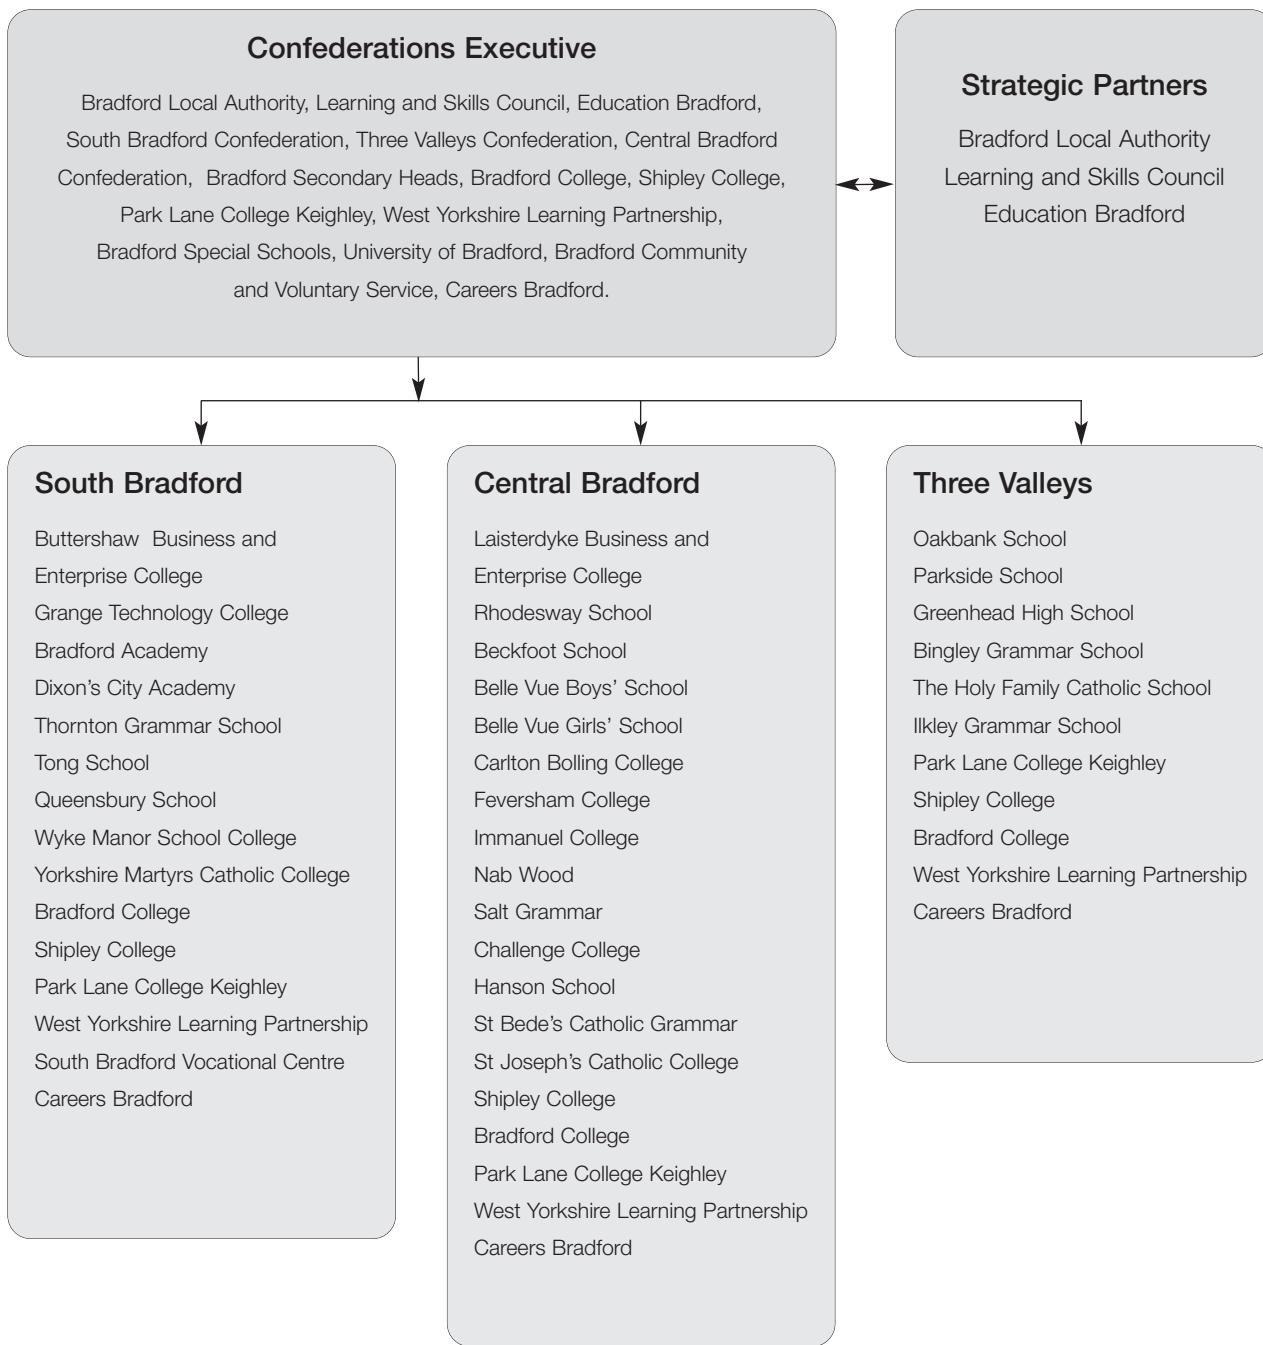 Confederations Executive
Bradford Local Authority, Learning and Skills Council, Education Bradford,
South Bradford Confederation, Three Valleys Confederation, Central Bradford
Confederation, Bradford Secondary Heads, Bradford College, Shipley College,
Park Lane College Keighley, West Yorkshire Learning Partnership,
Bradford Special Schools, University of Bradford, Bradford Community
and Voluntary Service, Careers Bradford.
Strategic Partners
Bradford Local Authority
Learning and Skills Council
Education Bradford
South Bradford
Buttershaw Business and
Enterprise College
Grange Technology College
Bradford Academy
Dixon's City Academy
Thornton Grammar School
Tong School
Queensbury School
Wyke Manor School College
Yorkshire Martyrs Catholic College
Bradford College
Shipley College
Park Lane College Keighley
West Yorkshire Learning Partnership
South Bradford Vocational Centre
Careers Bradford
Central Bradford
Laisterdyke Business and
Enterprise College
Rhodesway School
Beckfoot School
Belle Vue Boys' School
Belle Vue Girls' School
Carlton Bolling College
Feversham College
Immanuel College
Nab Wood
Salt Grammar
Challenge College
Hanson School
St Bede's Catholic Grammar
St Joseph's Catholic College
Shipley College
Bradford College
Park Lane College Keighley
West Yorkshire Learning Partnership
Careers Bradford
Three Valleys
Oakbank School
Parkside School
Greenhead High School
Bingley Grammar School
The Holy Family Catholic School
Ilkley Grammar School
Park Lane College Keighley
Shipley College
Bradford College
West Yorkshire Learning Partnership
Careers Bradford